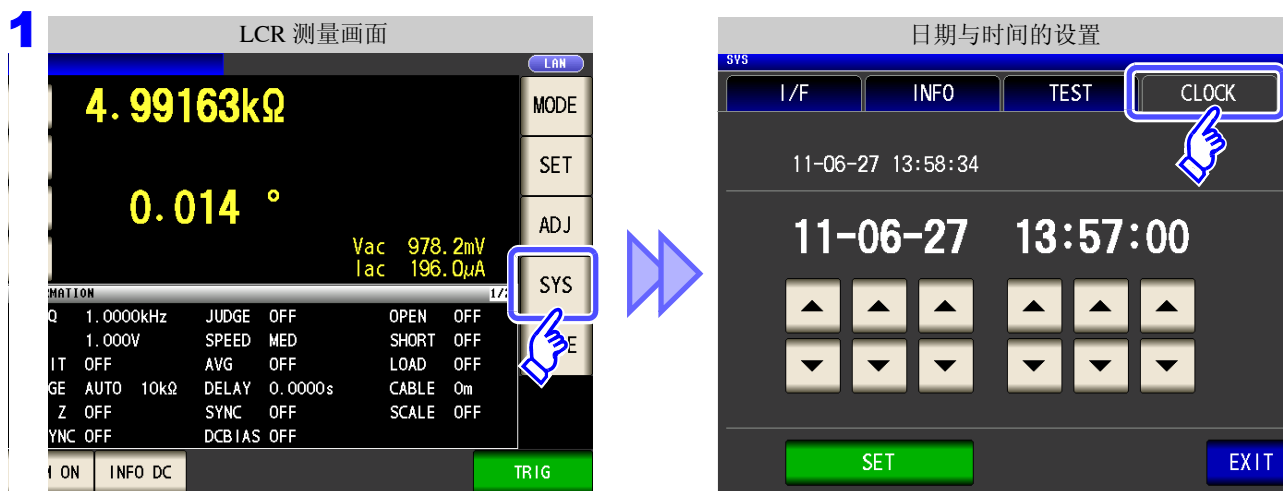 1
LCR 测量画面
LAN
4.99163kΩ
MODE
SET
0.014 °
ADJ
Vac 978.2mV
Iac 196.0μA
SYS
MATION 1/2
Q 1.0000kHz JUDGE OFF OPEN OFF
1.000V SPEED MED SHORT OFF
IT OFF AVG OFF LOAD OFF
GE AUTO 10kΩ DELAY 0.0000s CABLE 0m
Z OFF SYNC OFF SCALE OFF
YNC OFF DCBIAS OFF
ON INFO DC TRIG
日期与时间的设置
SYS
I/F INFO TEST CLOCK
11-06-27 13:58:34
11-06-27 13:57:00
SET EXIT